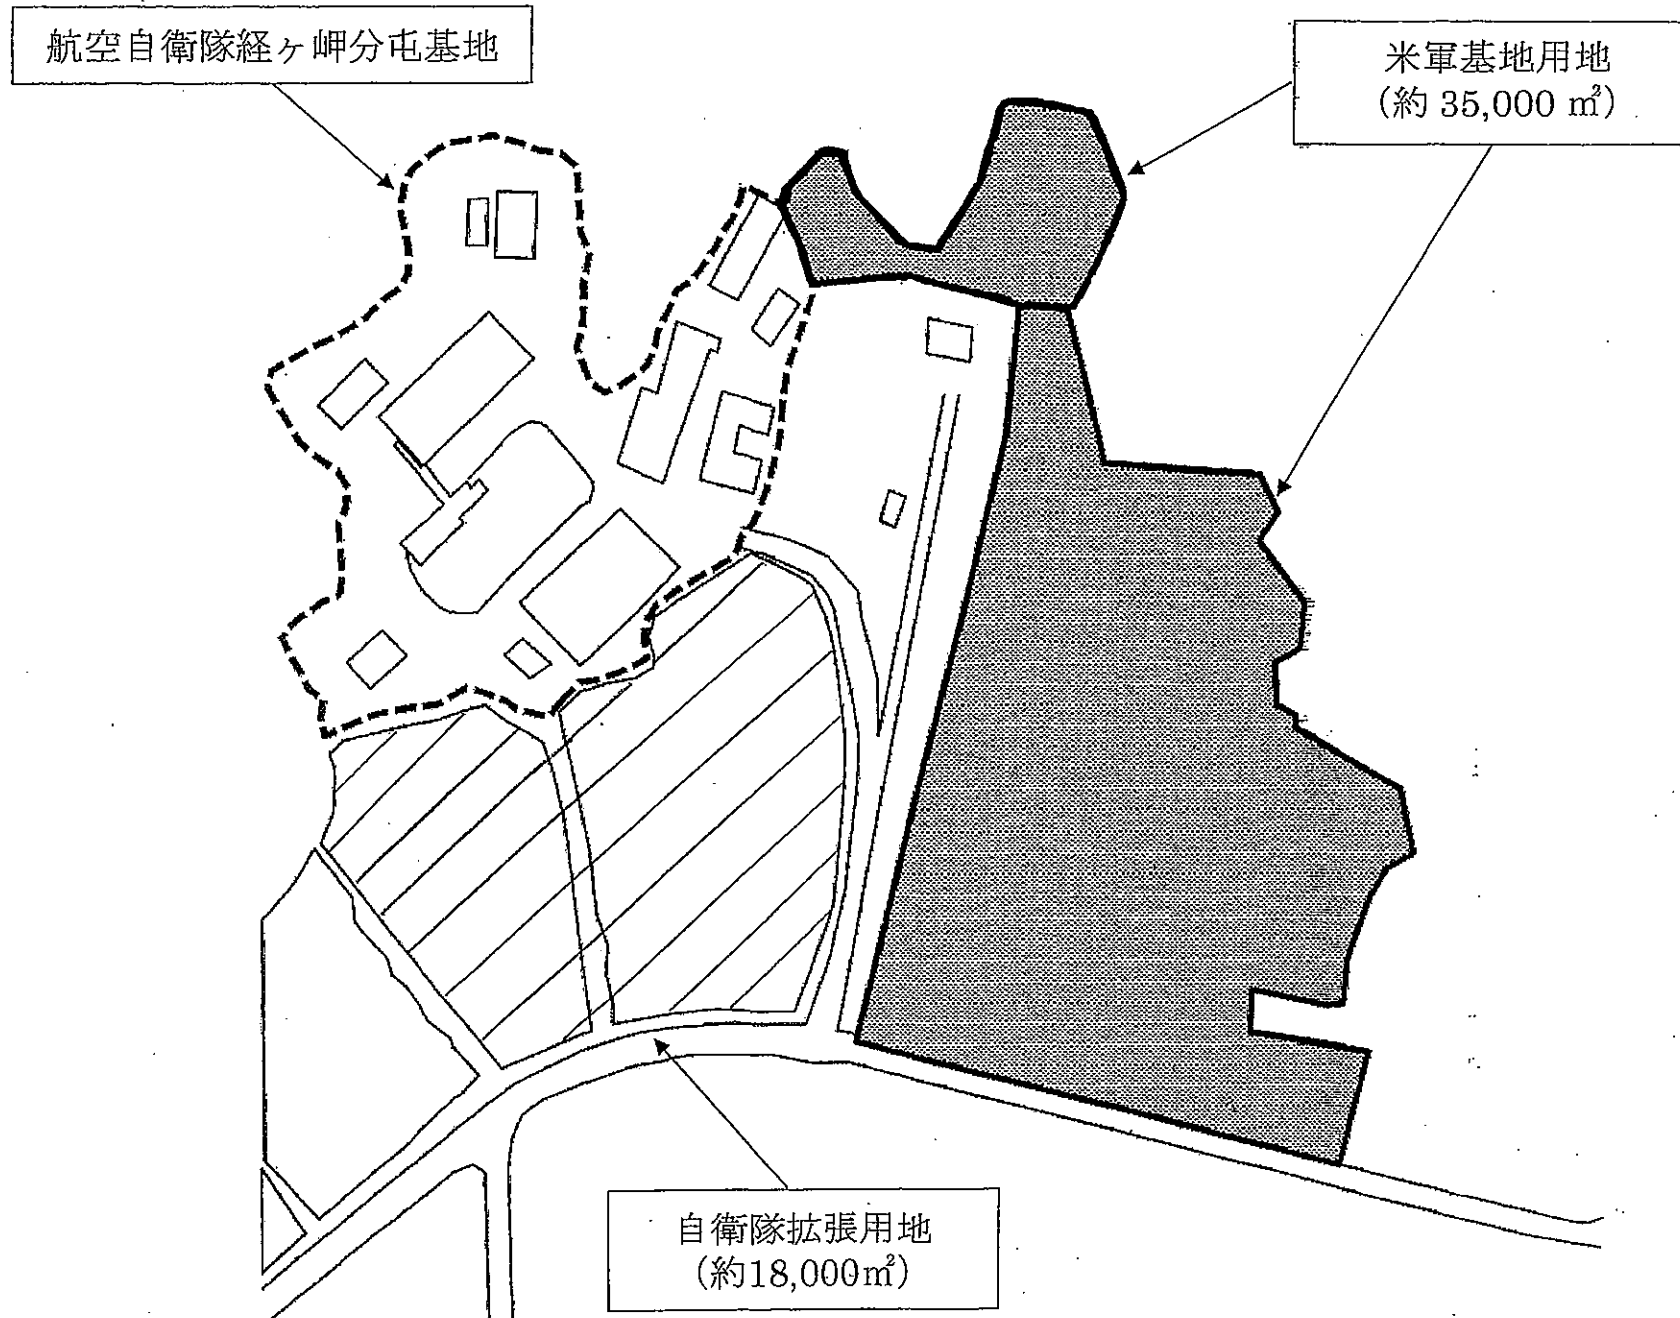 航空自衛隊経ヶ岬分屯基地
米軍基地用地
（約 35,000 ㎡）
自衛隊拡張用地
（約18,000㎡）